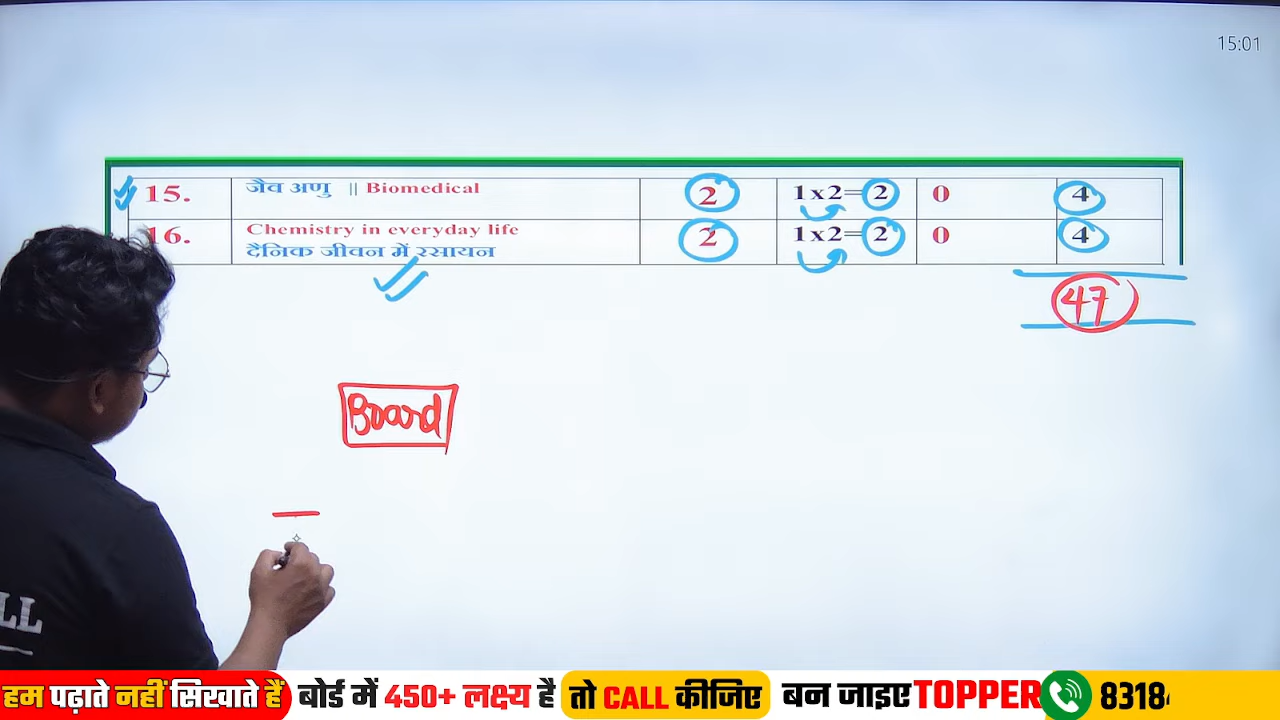 15:01
15. जैव अणु || Biomedical 2 1x2=2 0 4
16. Chemistry in everyday life 2 1x2=2 0 4
दैनिक जीवन में रसायन
47
Board
LL
हम पढ़ाते नहीं सिखाते हैं बोर्ड में 450+ लक्ष्य है तो CALL कीजिए बन जाइए TOPPER 8318